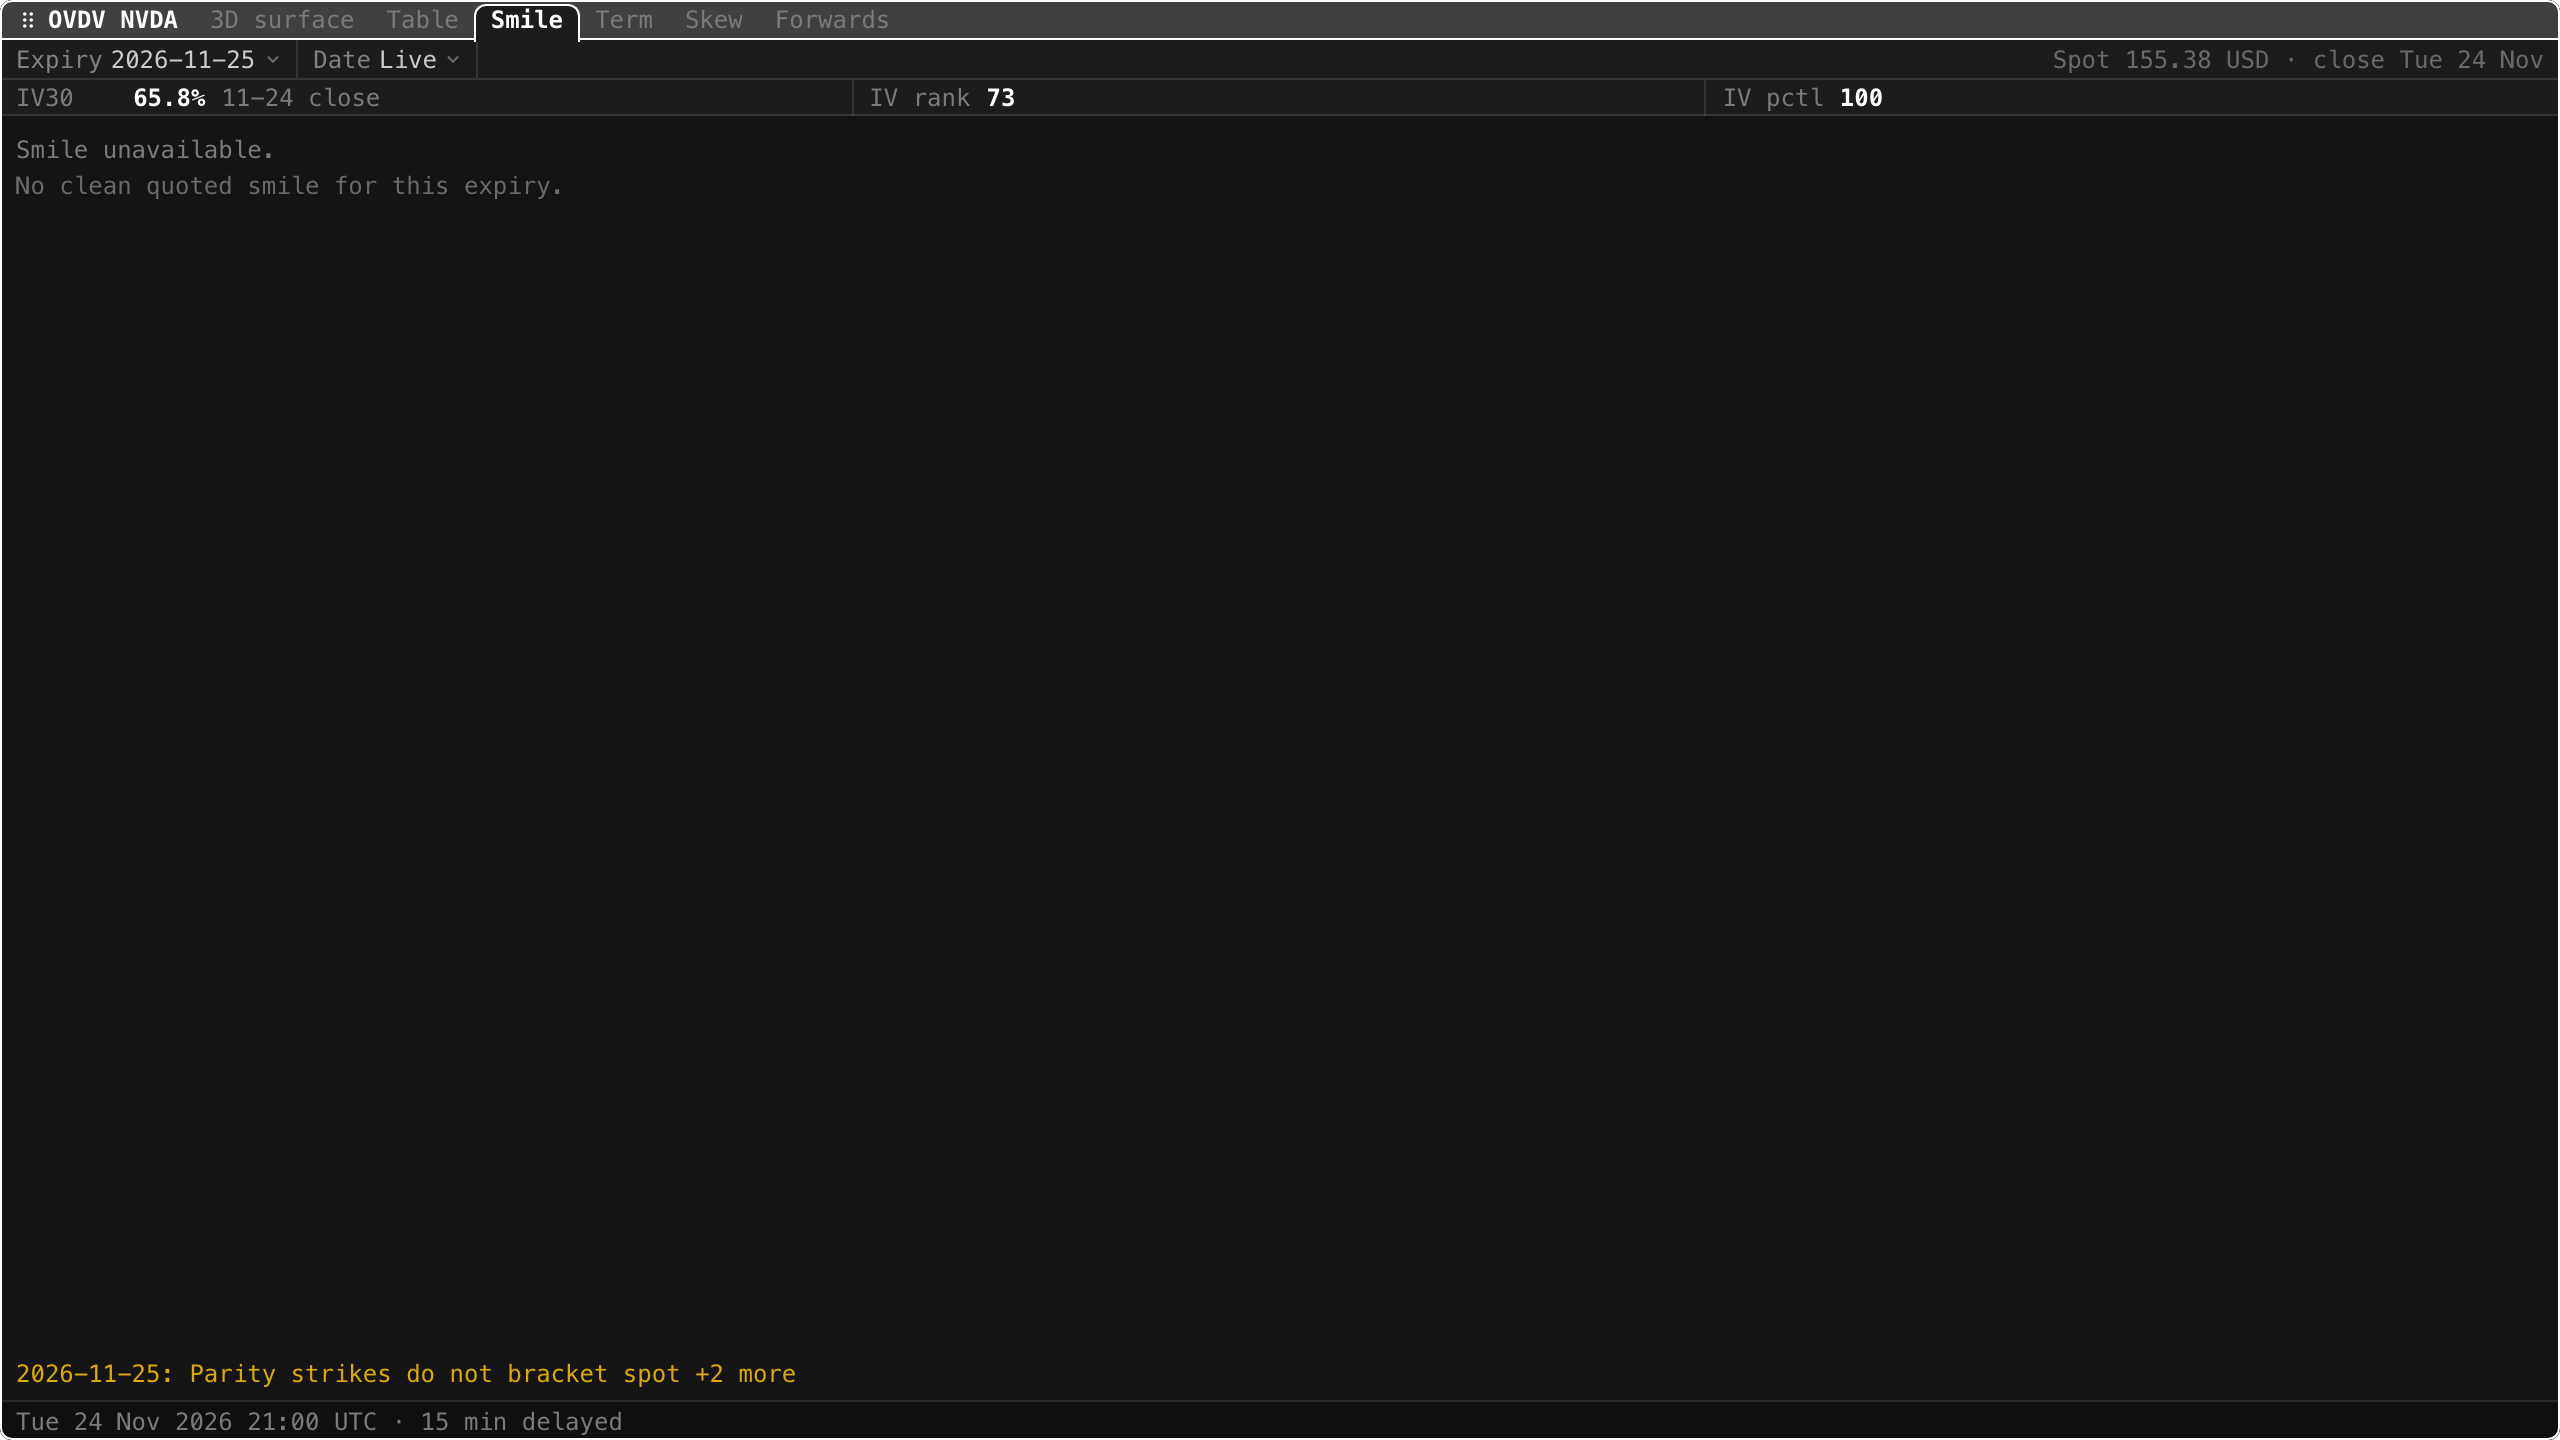 OVDV NVDA 3D surface Table Smile Term Skew Forwards
Expiry 2026-11-25 Date Live Spot 155.38 USD · close Tue 24 Nov
IV30 65.8% 11-24 close IV rank 73 IV pctl 100
Smile unavailable.
No clean quoted smile for this expiry.
2026-11-25: Parity strikes do not bracket spot +2 more
Tue 24 Nov 2026 21:00 UTC · 15 min delayed